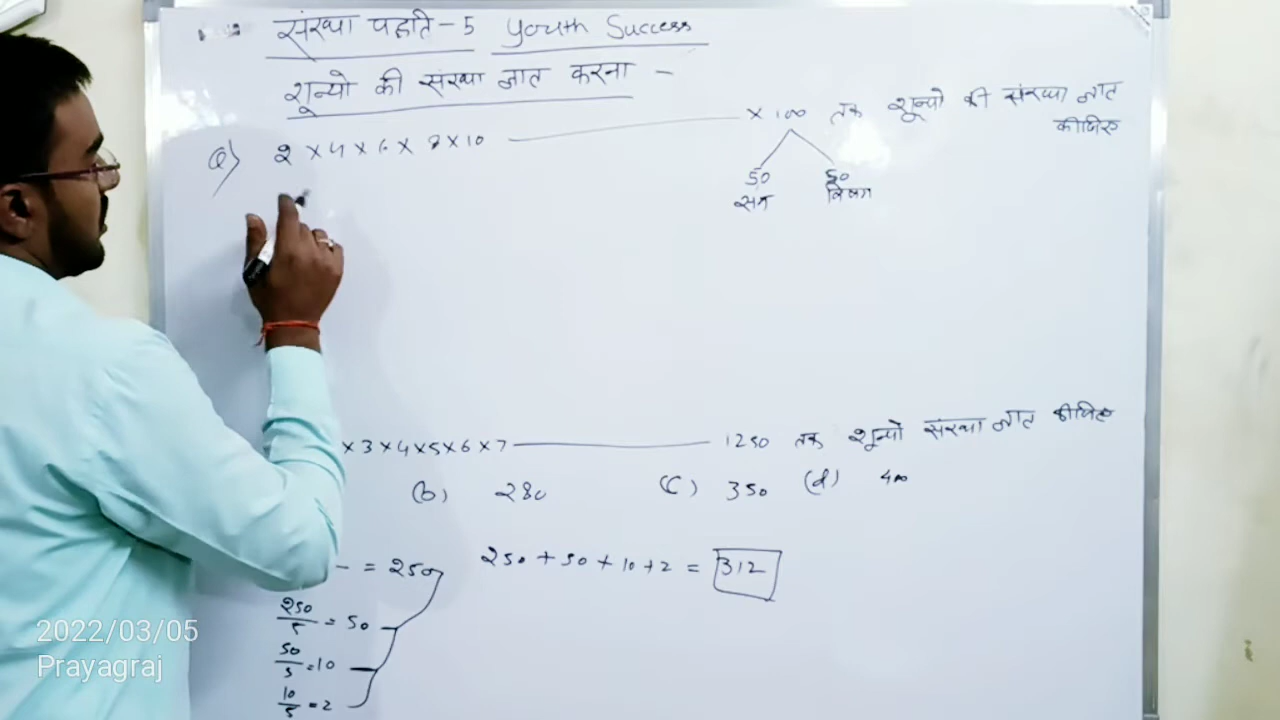 संख्या पद्धति - 5 Youth Success
शून्यो की संख्या ज्ञात करना -
Q) 2 × 4 × 6 × 8 × 10 × 100 तक शून्यो की संख्या ज्ञात
कीजिए
50 50
सम विषम
× 3 × 4 × 5 × 6 × 7 1250 तक शून्यो संख्या ज्ञात कीजिए
(b) 280 (c) 350 (d) 400
- = 250 250 + 50 + 10 + 2 = 312
250/5 = 50
50/5 = 10
10/5 = 2
2022/03/05
Prayagraj